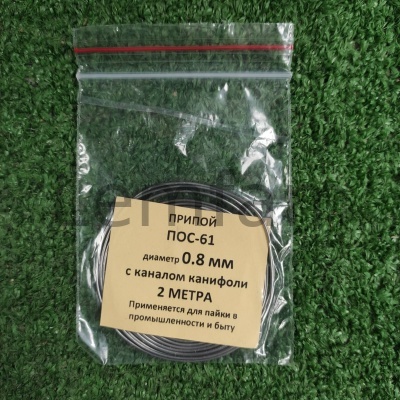 ПРИПОЙ
ПОС-61
диаметр 0.8 мм
с каналом канифоли
2 МЕТРА
Применяется для пайки в
промышленности и быту